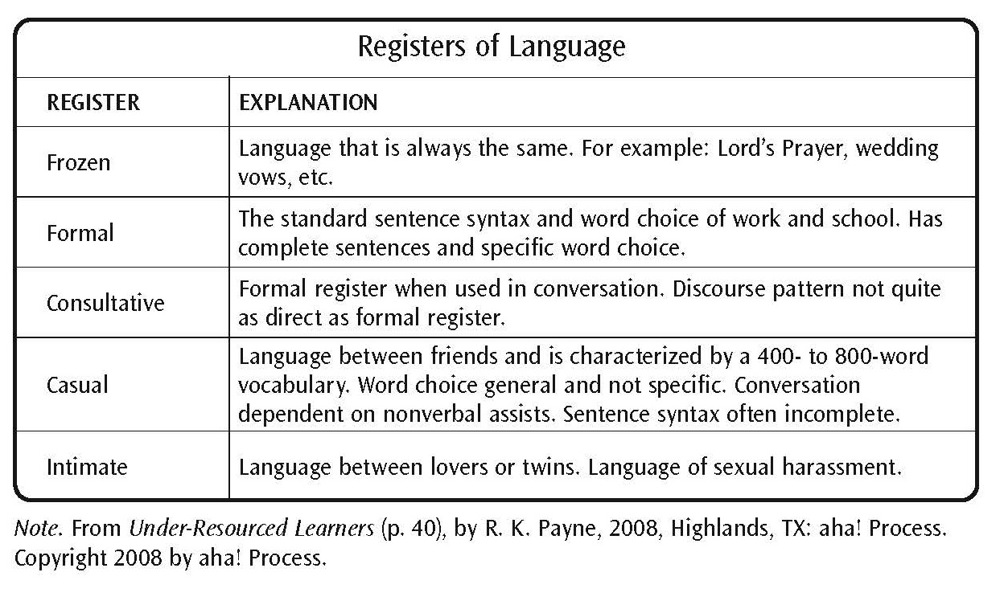 Registers of Language
REGISTER
EXPLANATION
Frozen
Language that is always the same. For example: Lord’s Prayer, wedding
vows, etc.
Formal
The standard sentence syntax and word choice of work and school. Has
complete sentences and specific word choice.
Consultative
Formal register when used in conversation. Discourse pattern not quite
as direct as formal register.
Casual
Language between friends and is characterized by a 400- to 800-word
vocabulary. Word choice general and not specific. Conversation
dependent on nonverbal assists. Sentence syntax often incomplete.
Intimate
Language between lovers or twins. Language of sexual harassment.
Note. From Under-Resourced Learners (p. 40), by R. K. Payne, 2008, Highlands, TX: aha! Process.
Copyright 2008 by aha! Process.